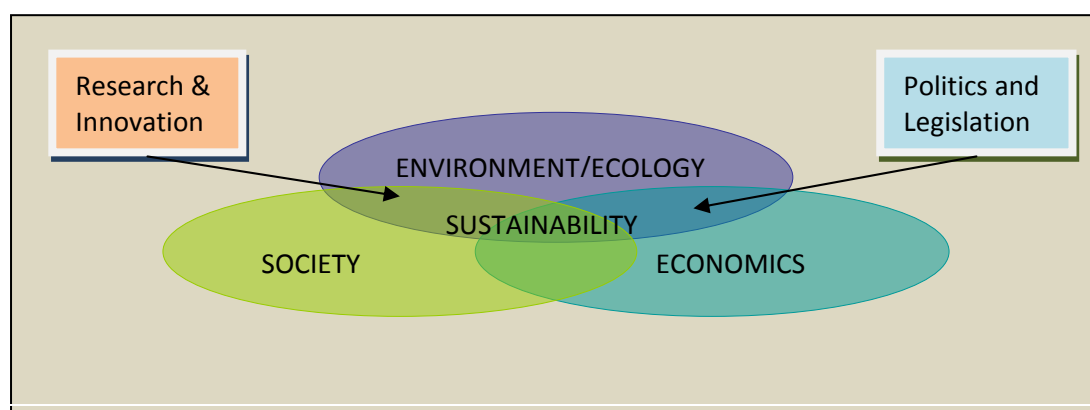 Research &
Innovation
Politics and
Legislation
ENVIRONMENT/ECOLOGY
SUSTAINABILITY
SOCIETY
ECONOMICS